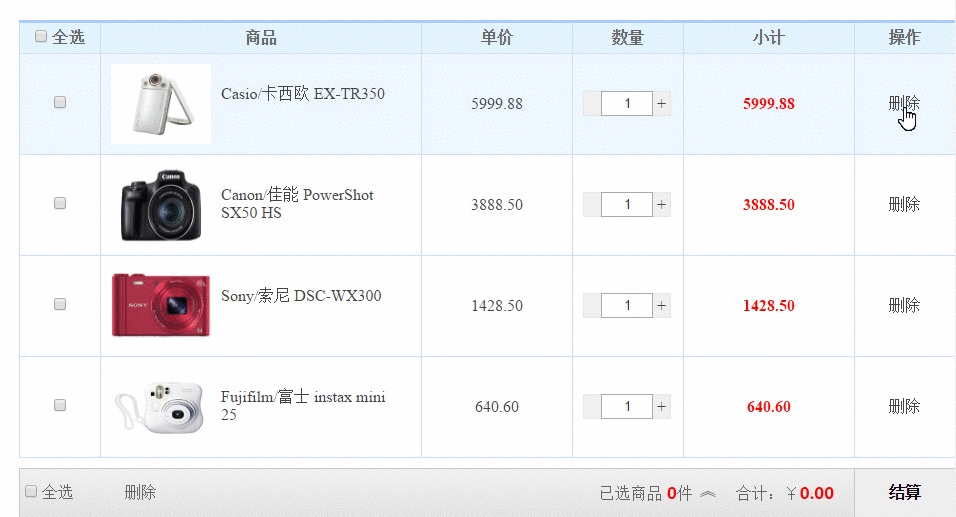 全选 商品 单价 数量 小计 操作
Casio/卡西欧 EX-TR350 5999.88 1 + 5999.88 删除
Canon
Canon/佳能 PowerShot
SX50 HS 3888.50 1 + 3888.50 删除
SONY
Sony/索尼 DSC-WX300 1428.50 1 + 1428.50 删除
Fujifilm/富士 instax mini
25 640.60 1 + 640.60 删除
全选 删除 已选商品 0件 合计：￥0.00 结算